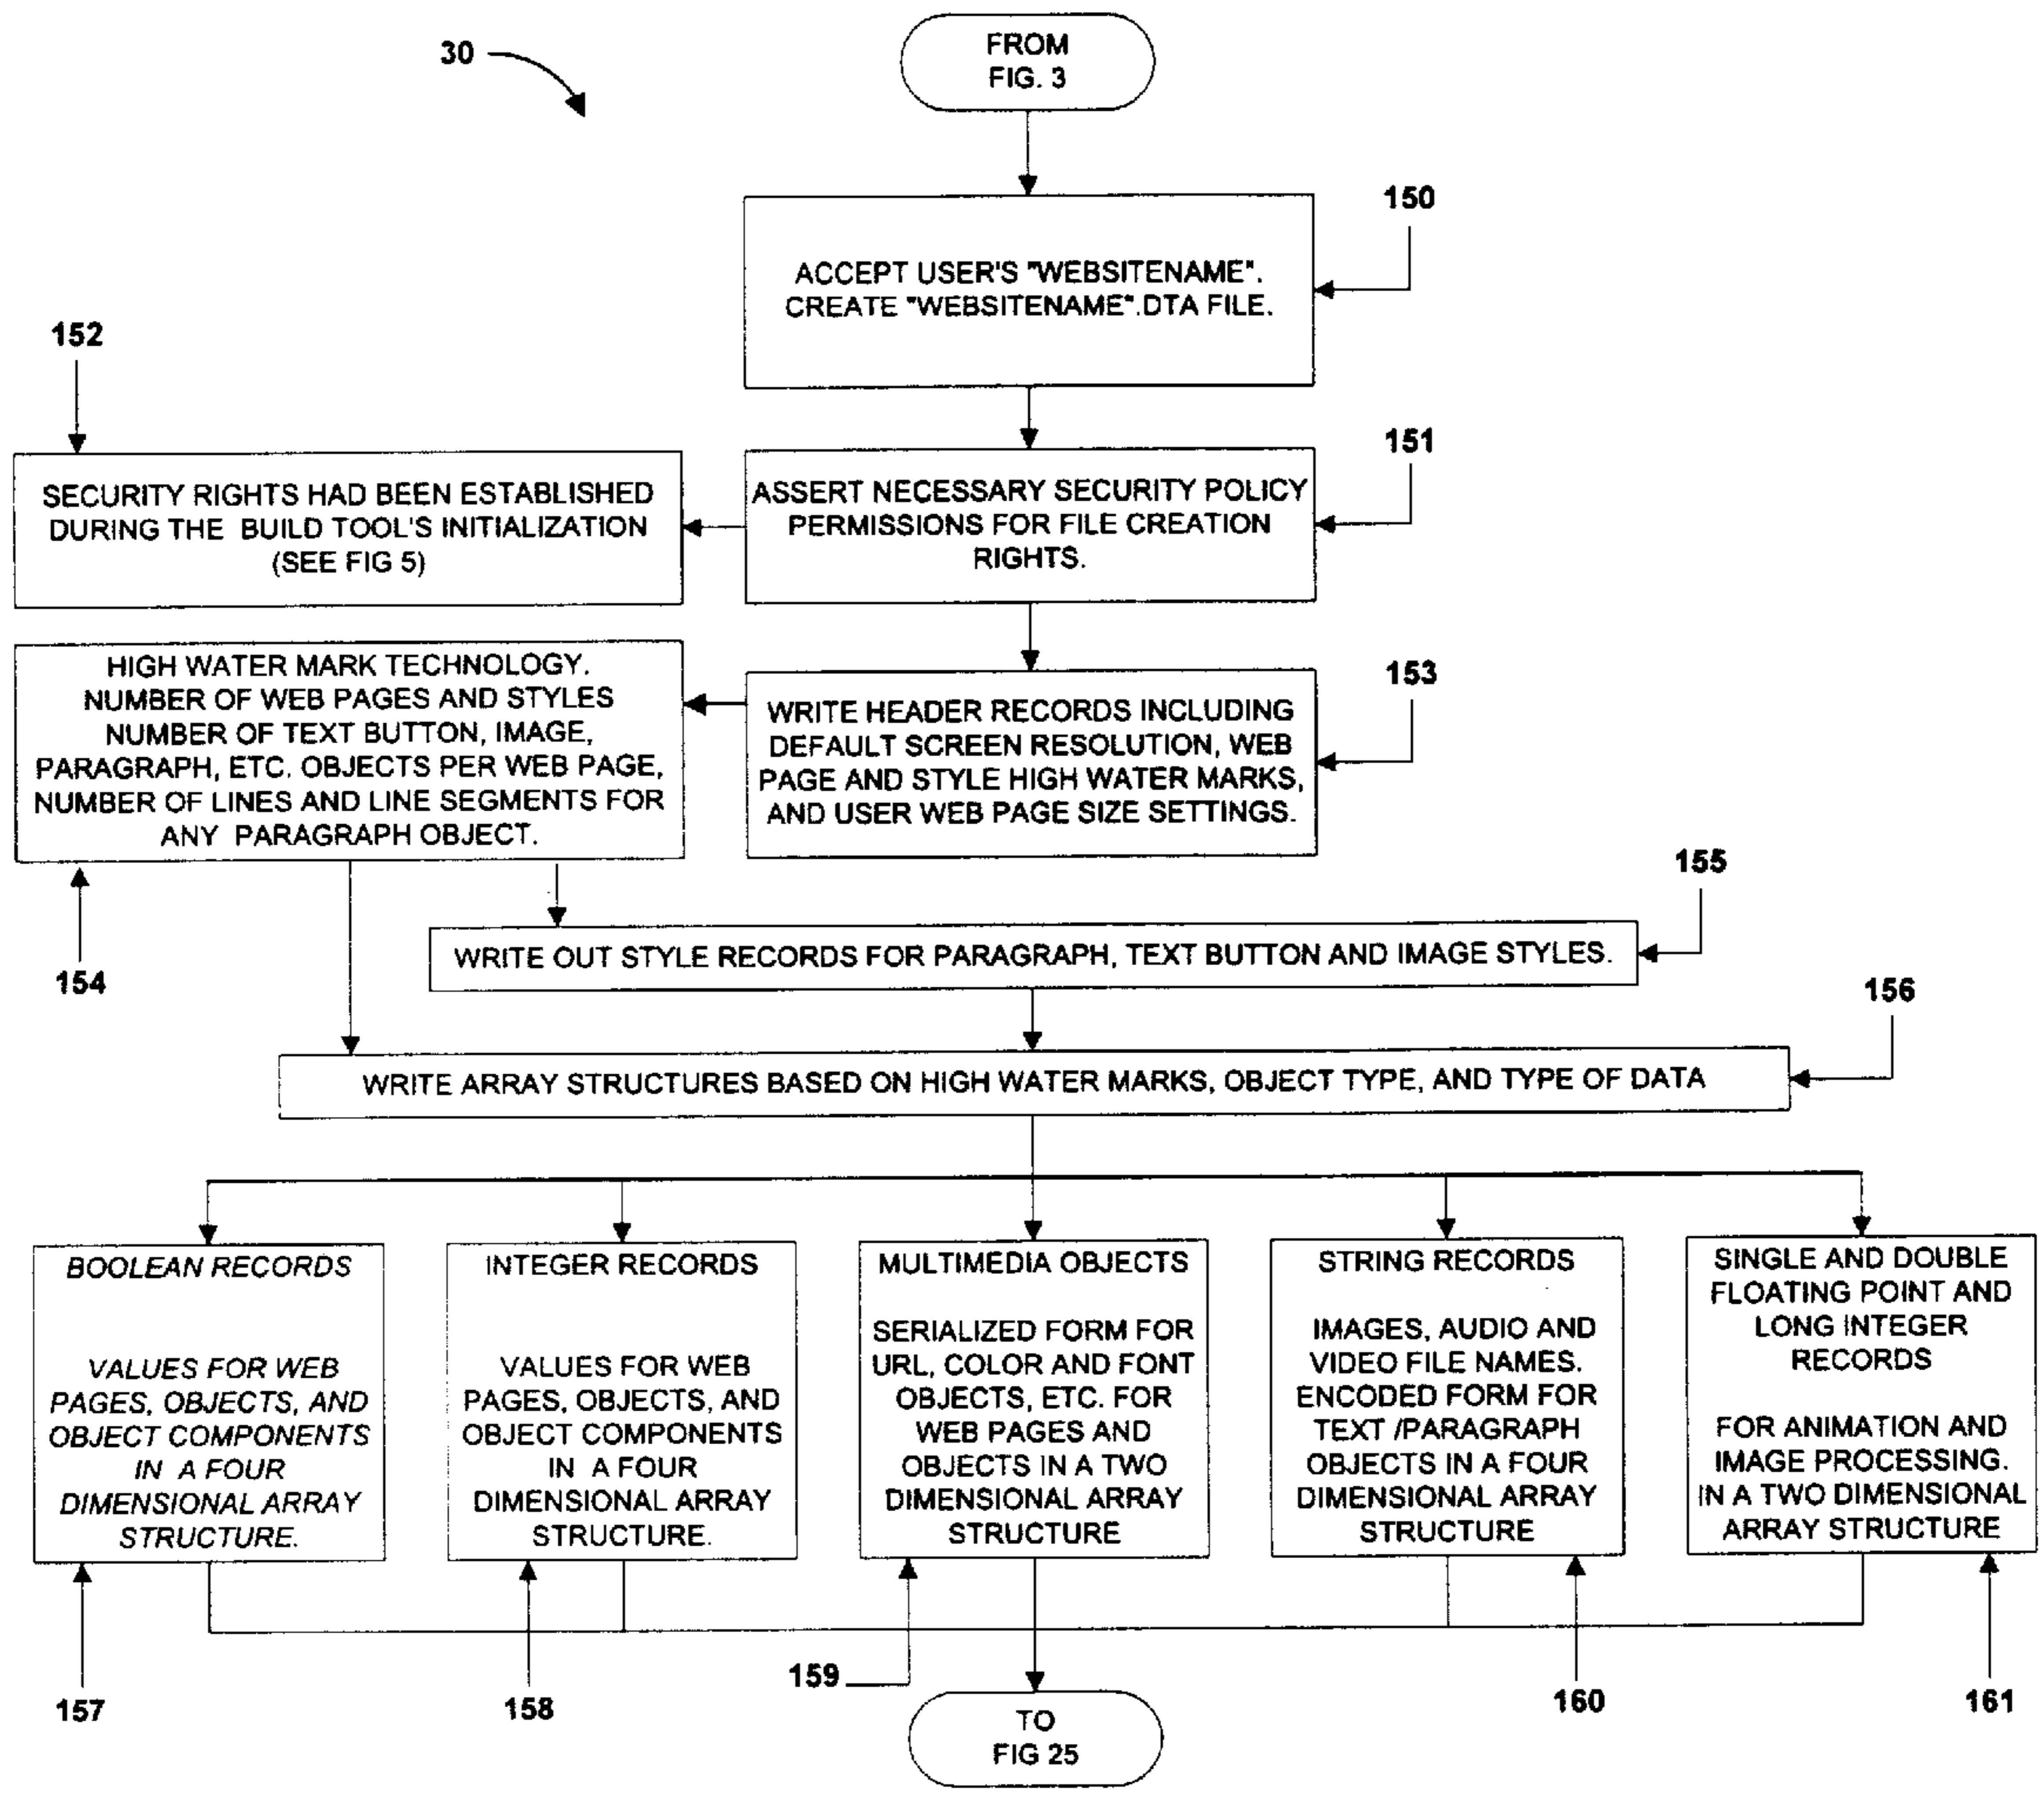 30
FROM
FIG. 3
150
ACCEPT USER'S "WEBSITENAME".
CREATE "WEBSITENAME".DTA FILE.
152
151
SECURITY RIGHTS HAD BEEN ESTABLISHED
DURING THE BUILD TOOL'S INITIALIZATION
(SEE FIG 5)
ASSERT NECESSARY SECURITY POLICY
PERMISSIONS FOR FILE CREATION
RIGHTS.
HIGH WATER MARK TECHNOLOGY.
NUMBER OF WEB PAGES AND STYLES
NUMBER OF TEXT BUTTON, IMAGE,
PARAGRAPH, ETC. OBJECTS PER WEB PAGE,
NUMBER OF LINES AND LINE SEGMENTS FOR
ANY PARAGRAPH OBJECT.
153
WRITE HEADER RECORDS INCLUDING
DEFAULT SCREEN RESOLUTION, WEB
PAGE AND STYLE HIGH WATER MARKS,
AND USER WEB PAGE SIZE SETTINGS.
154
155
WRITE OUT STYLE RECORDS FOR PARAGRAPH, TEXT BUTTON AND IMAGE STYLES.
156
WRITE ARRAY STRUCTURES BASED ON HIGH WATER MARKS, OBJECT TYPE, AND TYPE OF DATA
BOOLEAN RECORDS
VALUES FOR WEB
PAGES, OBJECTS, AND
OBJECT COMPONENTS
IN A FOUR
DIMENSIONAL ARRAY
STRUCTURE.
INTEGER RECORDS
VALUES FOR WEB
PAGES, OBJECTS, AND
OBJECT COMPONENTS
IN A FOUR
DIMENSIONAL ARRAY
STRUCTURE.
MULTIMEDIA OBJECTS
SERIALIZED FORM FOR
URL, COLOR AND FONT
OBJECTS, ETC. FOR
WEB PAGES AND
OBJECTS IN A TWO
DIMENSIONAL ARRAY
STRUCTURE
STRING RECORDS
IMAGES, AUDIO AND
VIDEO FILE NAMES.
ENCODED FORM FOR
TEXT /PARAGRAPH
OBJECTS IN A FOUR
DIMENSIONAL ARRAY
STRUCTURE
SINGLE AND DOUBLE
FLOATING POINT AND
LONG INTEGER
RECORDS
FOR ANIMATION AND
IMAGE PROCESSING.
IN A TWO DIMENSIONAL
ARRAY STRUCTURE
157
158
159
160
161
TO
FIG 25